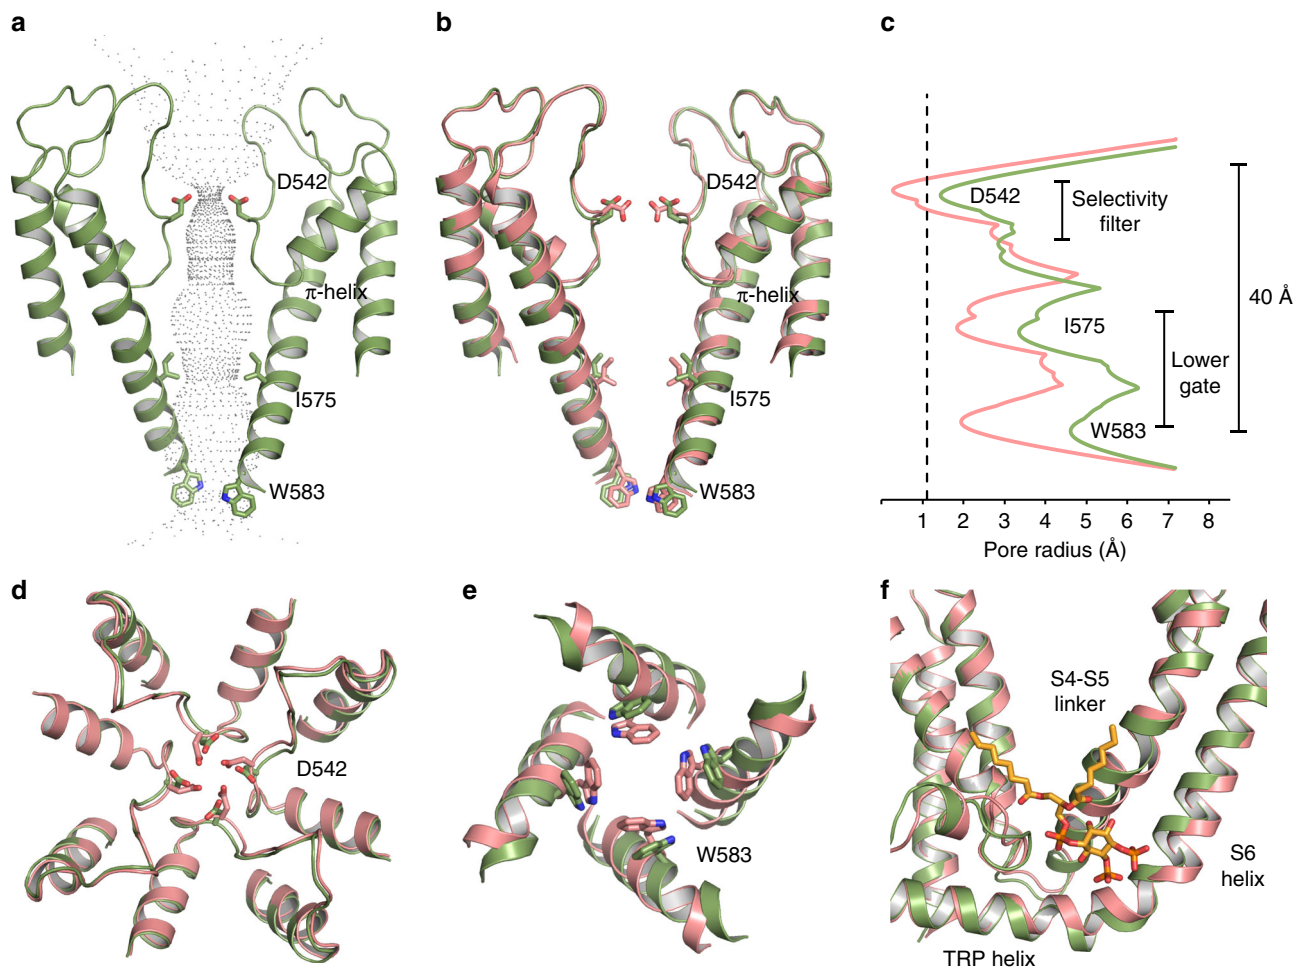 a
b
c
D542
π-helix
I575
W583
D542
π-helix
I575
W583
D542
Selectivity
filter
I575
40 Å
Lower
gate
W583
1 2 3 4 5 6 7 8
Pore radius (Å)
d
e
f
D542
W583
S4-S5
linker
S6
helix
TRP helix